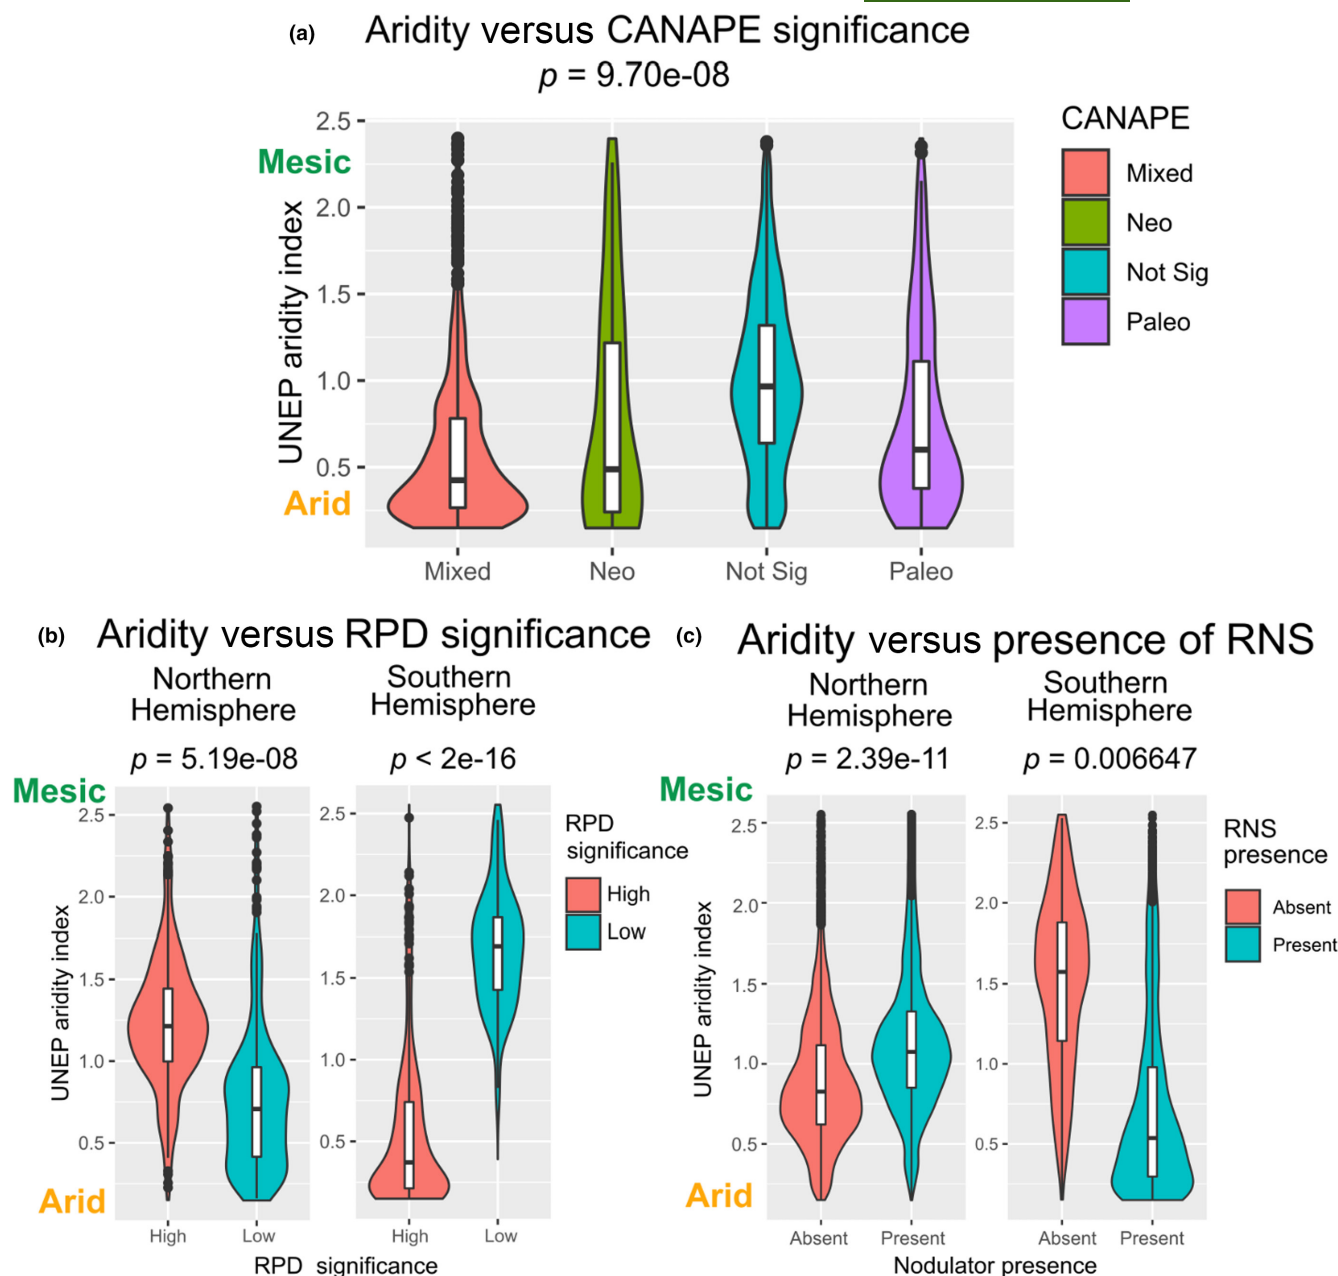 (a) Aridity versus CANAPE significance
p = 9.70e-08
Mesic
Arid
UNEP aridity index
2.5
2.0
1.5
1.0
0.5
Mixed Neo Not Sig Paleo
CANAPE
Mixed
Neo
Not Sig
Paleo
(b) Aridity versus RPD significance
Northern
Hemisphere
p = 5.19e-08
Southern
Hemisphere
p < 2e-16
Mesic
Arid
UNEP aridity index
2.5
2.0
1.5
1.0
0.5
High Low
2.5
2.0
1.5
1.0
0.5
High Low
RPD significance
RPD
significance
High
Low
(c) Aridity versus presence of RNS
Northern
Hemisphere
p = 2.39e-11
Southern
Hemisphere
p = 0.006647
Mesic
Arid
UNEP aridity index
2.5
2.0
1.5
1.0
0.5
Absent Present
2.5
2.0
1.5
1.0
0.5
Absent Present
Nodulator presence
RNS
presence
Absent
Present